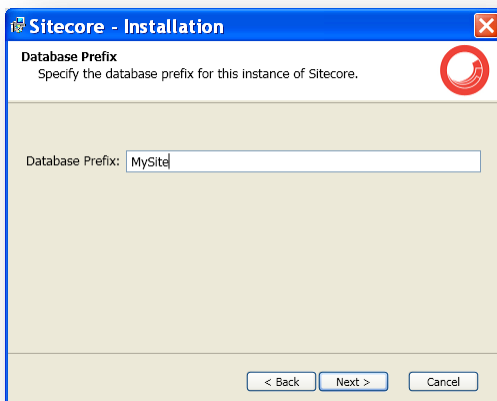 Sitecore - Installation
Database Prefix
Specify the database prefix for this instance of Sitecore.
Database Prefix: MySite
< Back Next > Cancel